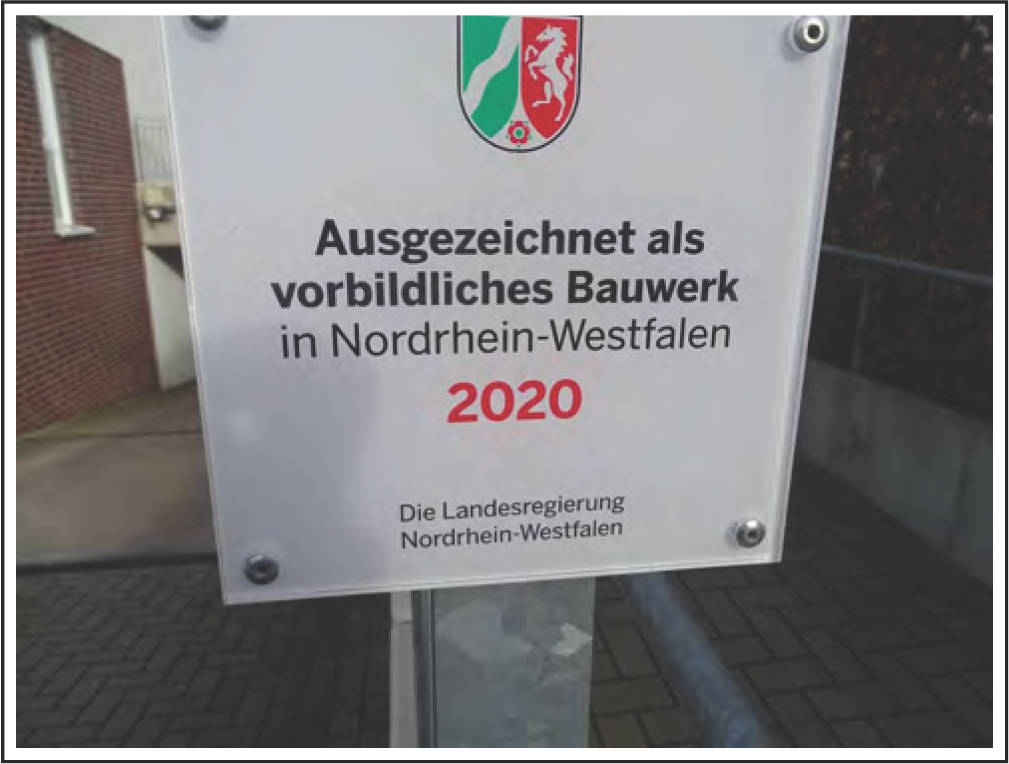 Ausgezeichnet als
vorbildliches Bauwerk
in Nordrhein-Westfalen
2020
Die Landesregierung
Nordrhein-Westfalen